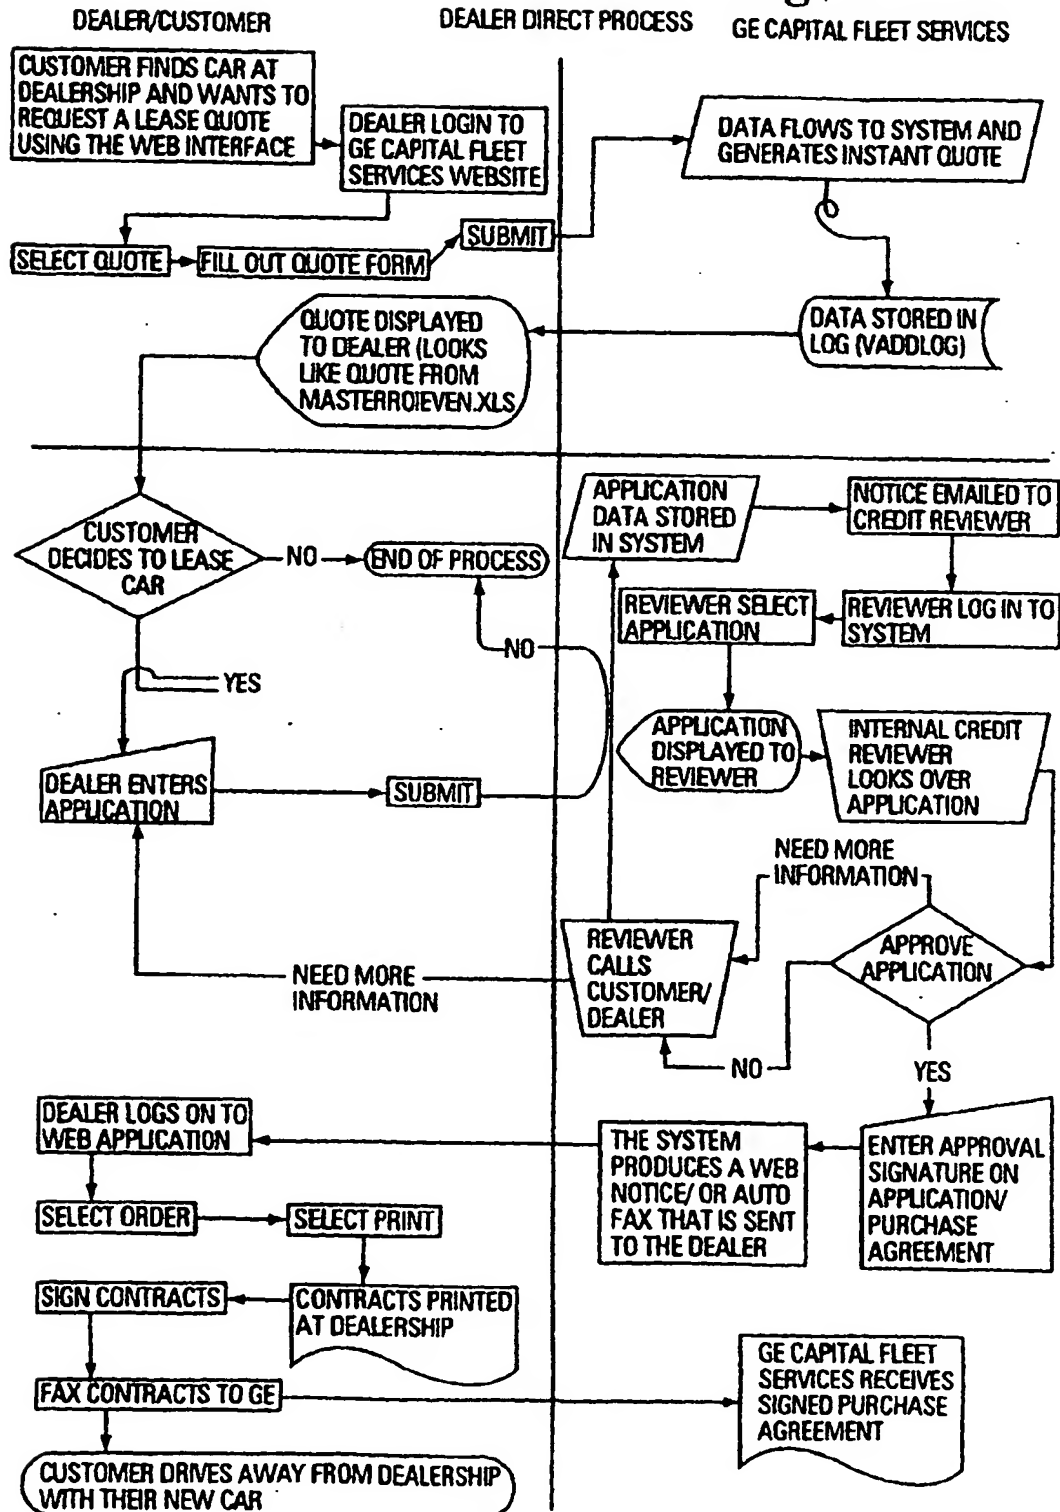 DEALER/CUSTOMER
DEALER DIRECT PROCESS
GE CAPITAL FLEET SERVICES
CUSTOMER FINDS CAR AT
DEALERSHIP AND WANTS TO
REQUEST A LEASE QUOTE
USING THE WEB INTERFACE
DEALER LOGIN TO
GE CAPITAL FLEET
SERVICES WEBSITE
DATA FLOWS TO SYSTEM AND
GENERATES INSTANT QUOTE
SELECT QUOTE
FILL OUT QUOTE FORM
SUBMIT
QUOTE DISPLAYED
TO DEALER (LOOKS
LIKE QUOTE FROM
MASTERROIEVEN.XLS
DATA STORED IN
LOG (VADDLOG)
CUSTOMER
DECIDES TO LEASE
CAR
NO
END OF PROCESS
YES
NO
APPLICATION
DATA STORED
IN SYSTEM
NOTICE EMAILED TO
CREDIT REVIEWER
REVIEWER SELECT
APPLICATION
REVIEWER LOG IN TO
SYSTEM
APPLICATION
DISPLAYED TO
REVIEWER
INTERNAL CREDIT
REVIEWER
LOOKS OVER
APPLICATION
DEALER ENTERS
APPLICATION
SUBMIT
NEED MORE
INFORMATION
APPROVE
APPLICATION
REVIEWER
CALLS
CUSTOMER/
DEALER
NEED MORE
INFORMATION
NO
YES
DEALER LOGS ON TO
WEB APPLICATION
THE SYSTEM
PRODUCES A WEB
NOTICE/ OR AUTO
FAX THAT IS SENT
TO THE DEALER
ENTER APPROVAL
SIGNATURE ON
APPLICATION/
PURCHASE
AGREEMENT
SELECT ORDER
SELECT PRINT
SIGN CONTRACTS
CONTRACTS PRINTED
AT DEALERSHIP
FAX CONTRACTS TO GE
GE CAPITAL FLEET
SERVICES RECEIVES
SIGNED PURCHASE
AGREEMENT
CUSTOMER DRIVES AWAY FROM DEALERSHIP
WITH THEIR NEW CAR